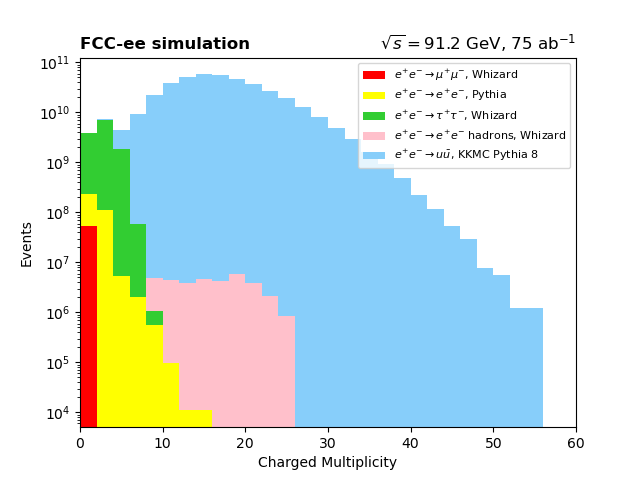 FCC-ee simulation
√s = 91.2 GeV, 75 ab⁻¹
e⁺e⁻ → μ⁺μ⁻, Whizard
e⁺e⁻ → e⁺e⁻, Pythia
e⁺e⁻ → τ⁺τ⁻, Whizard
e⁺e⁻ → e⁺e⁻ hadrons, Whizard
e⁺e⁻ → uū, KKMC Pythia 8
10¹¹
10¹⁰
10⁹
10⁸
10⁷
10⁶
10⁵
10⁴
Events
0 10 20 30 40 50 60
Charged Multiplicity